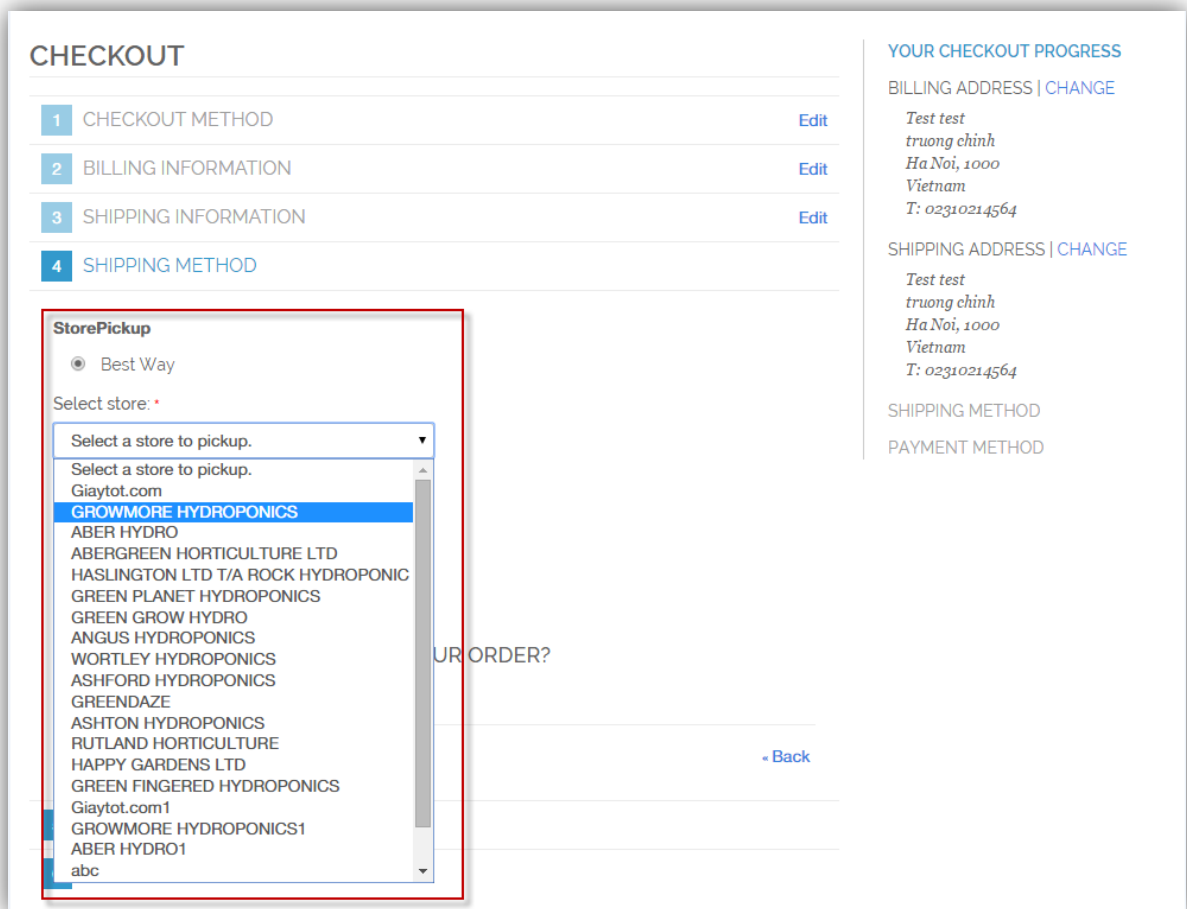 CHECKOUT
1 CHECKOUT METHOD Edit
2 BILLING INFORMATION Edit
3 SHIPPING INFORMATION Edit
4 SHIPPING METHOD
StorePickup
Best Way
Select store: *
Select a store to pickup.
Select a store to pickup.
Giaytot.com
GROWMORE HYDROPONICS
ABER HYDRO
ABERGREEN HORTICULTURE LTD
HASLINGTON LTD T/A ROCK HYDROPONIC
GREEN PLANET HYDROPONICS
GREEN GROW HYDRO
ANGUS HYDROPONICS
WORTLEY HYDROPONICS
ASHFORD HYDROPONICS
GREENDAZE
ASHTON HYDROPONICS
RUTLAND HORTICULTURE
HAPPY GARDENS LTD
GREEN FINGERED HYDROPONICS
Giaytot.com1
GROWMORE HYDROPONICS1
ABER HYDRO1
abc
UR ORDER?
« Back
YOUR CHECKOUT PROGRESS
BILLING ADDRESS | CHANGE
Test test
truong chinh
Ha Noi, 1000
Vietnam
T: 02310214564
SHIPPING ADDRESS | CHANGE
Test test
truong chinh
Ha Noi, 1000
Vietnam
T: 02310214564
SHIPPING METHOD
PAYMENT METHOD